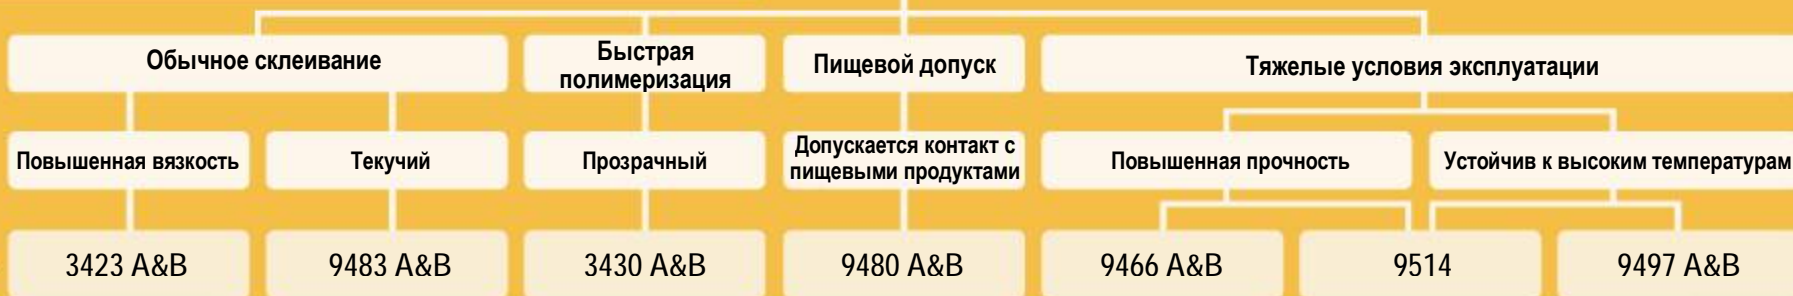 Обычное склеивание
Быстрая
полимеризация
Пищевой допуск
Тяжелые условия эксплуатации
Повышенная вязкость
Текучий
Прозрачный
Допускается контакт с
пищевыми продуктами
Повышенная прочность
Устойчив к высоким температурам
3423 A&B
9483 A&B
3430 A&B
9480 A&B
9466 A&B
9514
9497 A&B